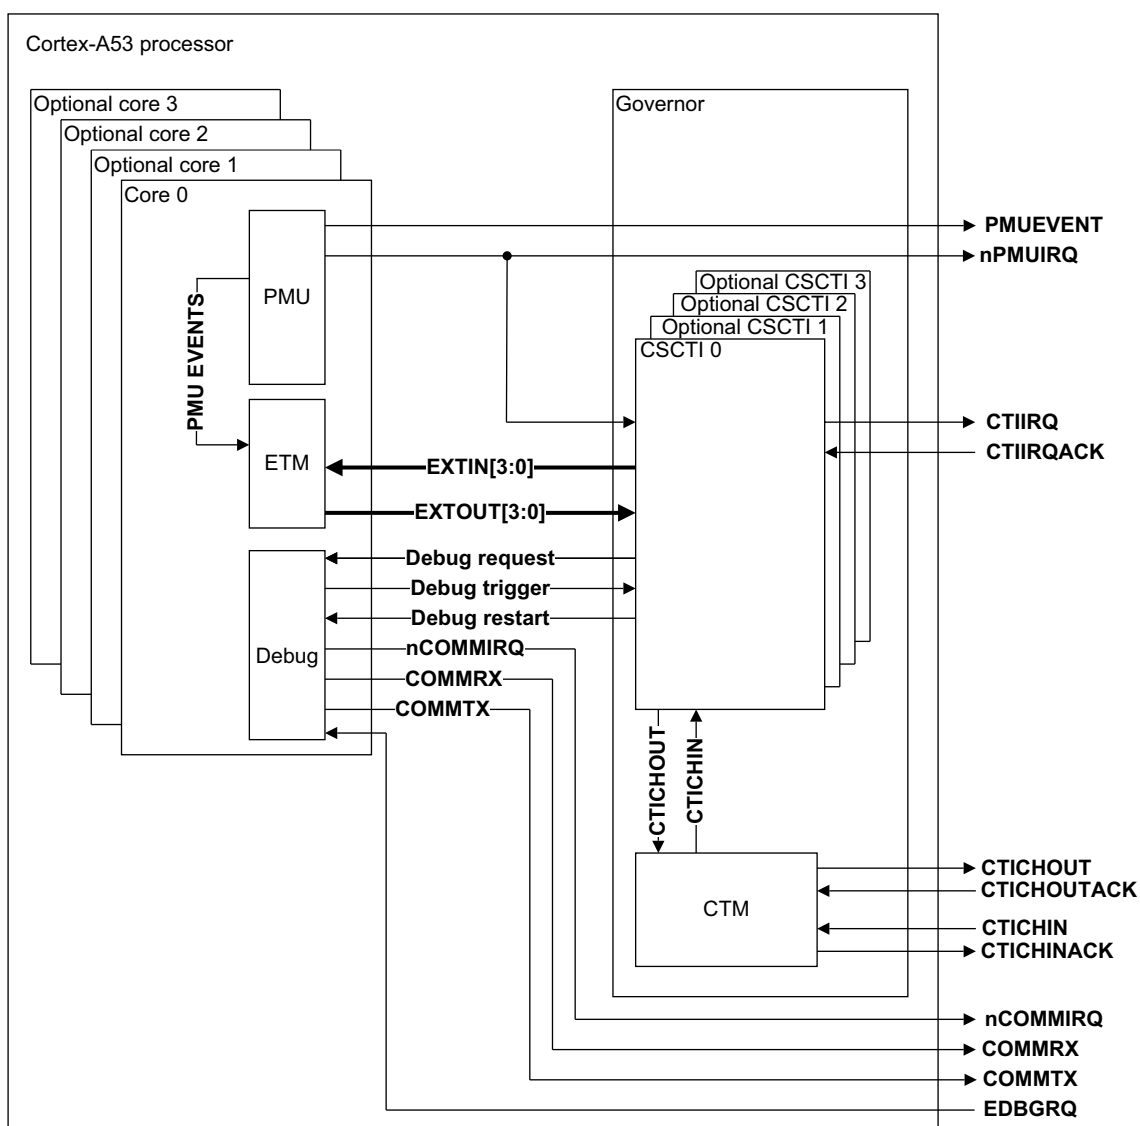 Cortex-A53 processor
Optional core 3
Optional core 2
Optional core 1
Core 0
Governor
PMUEVENT
nPMUIRQ
PMU
PMU EVENTS
Optional CSCTI 3
Optional CSCTI 2
Optional CSCTI 1
CSCTI 0
CTIIRQ
CTIIRQACK
ETM
EXTIN[3:0]
EXTOUT[3:0]
Debug request
Debug trigger
Debug restart
nCOMMIRQ
Debug
COMMRX
COMMTX
CTICHOUT
CTICHIN
CTM
CTICHOUT
CTICHOUTACK
CTICHIN
CTICHINACK
nCOMMIRQ
COMMRX
COMMTX
EDBGRQ